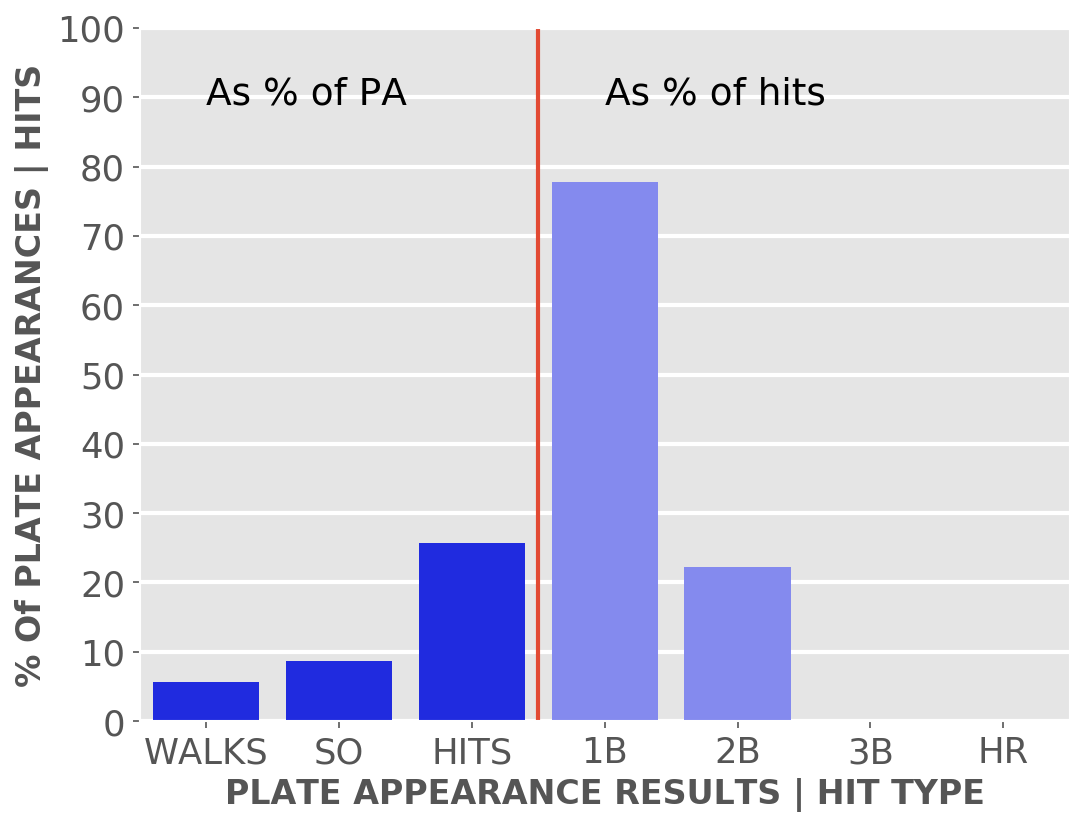 % Of PLATE APPEARANCES | HITS
100
90
80
70
60
50
40
30
20
10
0
As % of PA
As % of hits
WALKS SO HITS 1B 2B 3B HR
PLATE APPEARANCE RESULTS | HIT TYPE